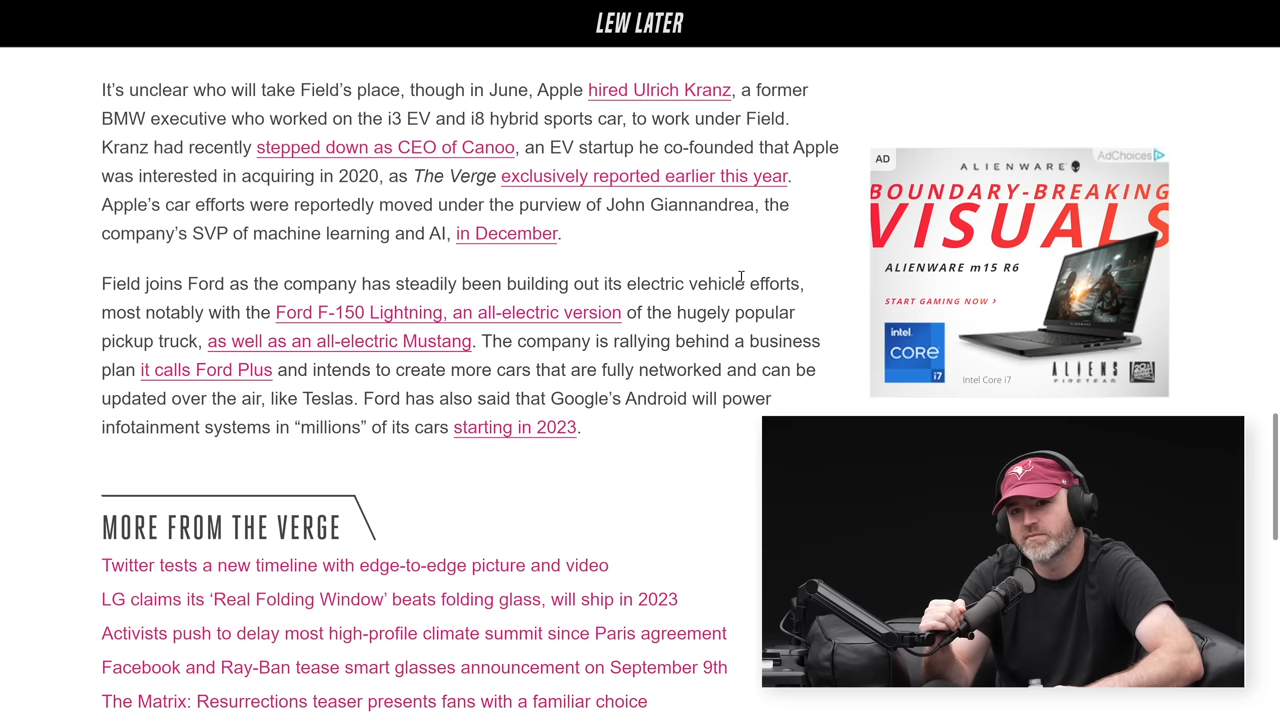 LEW LATER
It’s unclear who will take Field’s place, though in June, Apple hired Ulrich Kranz, a former
BMW executive who worked on the i3 EV and i8 hybrid sports car, to work under Field.
Kranz had recently stepped down as CEO of Canoo, an EV startup he co-founded that Apple
was interested in acquiring in 2020, as The Verge exclusively reported earlier this year.
Apple’s car efforts were reportedly moved under the purview of John Giannandrea, the
company’s SVP of machine learning and AI, in December.
Field joins Ford as the company has steadily been building out its electric vehicle efforts,
most notably with the Ford F-150 Lightning, an all-electric version of the hugely popular
pickup truck, as well as an all-electric Mustang. The company is rallying behind a business
plan it calls Ford Plus and intends to create more cars that are fully networked and can be
updated over the air, like Teslas. Ford has also said that Google’s Android will power
infotainment systems in “millions” of its cars starting in 2023.
MORE FROM THE VERGE
Twitter tests a new timeline with edge-to-edge picture and video
LG claims its ‘Real Folding Window’ beats folding glass, will ship in 2023
Activists push to delay most high-profile climate summit since Paris agreement
Facebook and Ray-Ban tease smart glasses announcement on September 9th
The Matrix: Resurrections teaser presents fans with a familiar choice
AD
AdChoices
ALIENWARE
BOUNDARY-BREAKING
VISUALS
ALIENWARE m15 R6
START GAMING NOW >
intel
CORE
i7
Intel Core i7
ALIENS
FIRETEAM